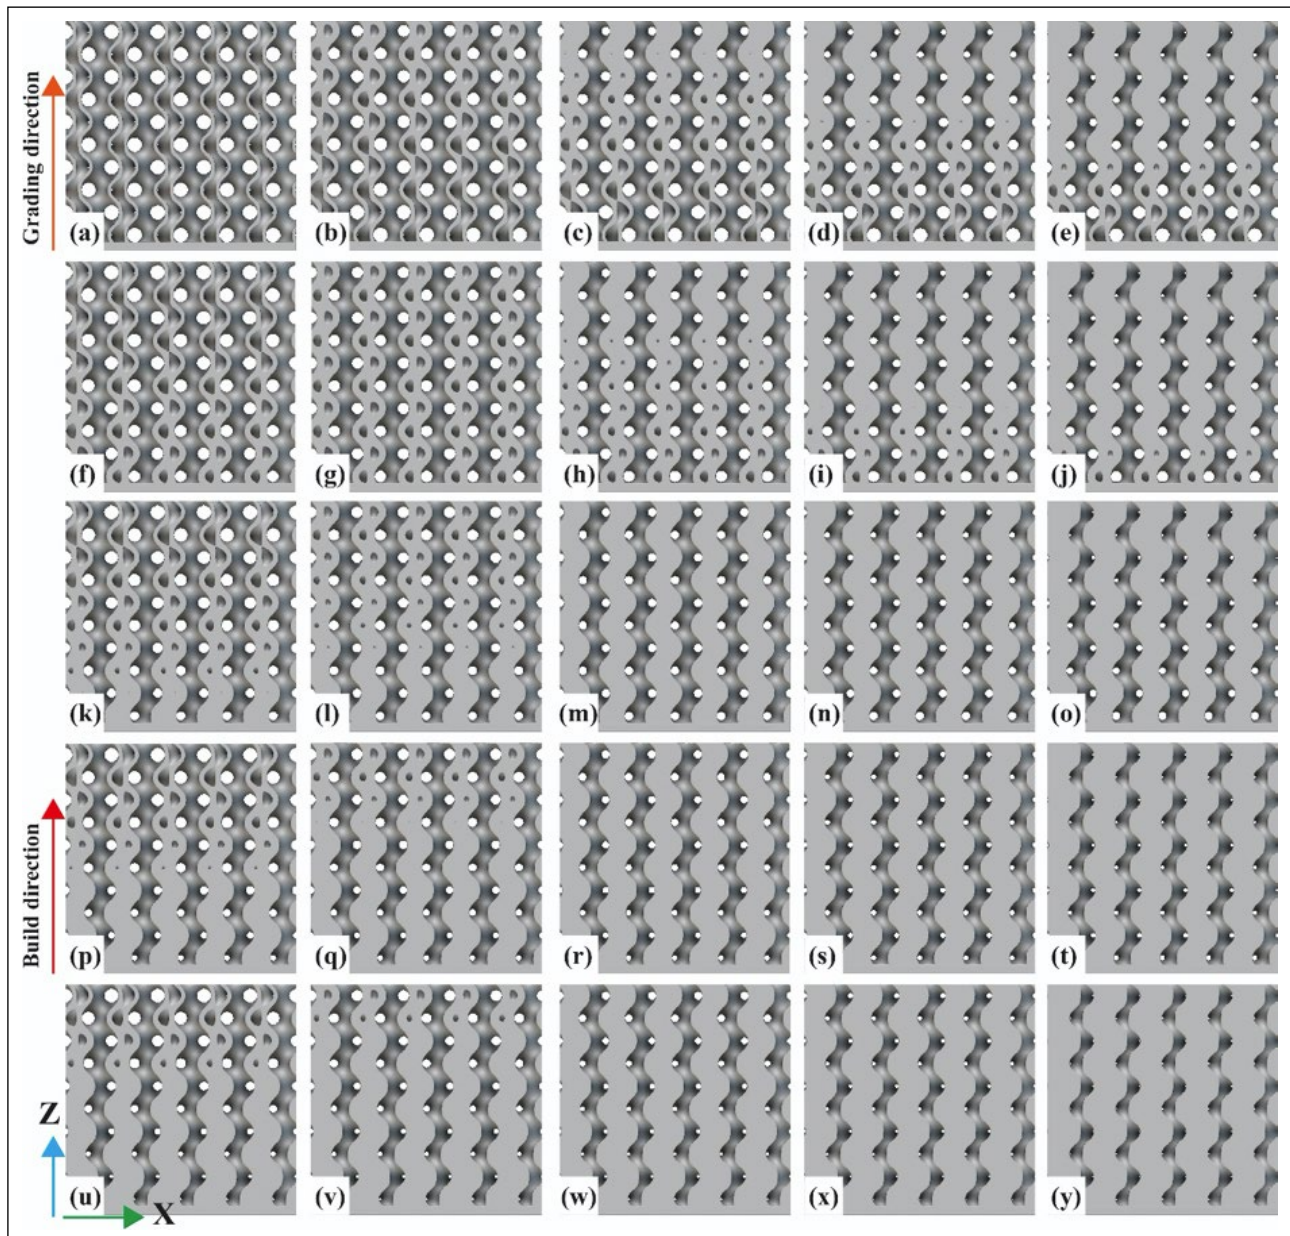 Grading direction
(a)
(b)
(c)
(d)
(e)
(f)
(g)
(h)
(i)
(j)
(k)
(l)
(m)
(n)
(o)
Build direction
(p)
(q)
(r)
(s)
(t)
Z
(u)
(v)
(w)
(x)
(y)
X